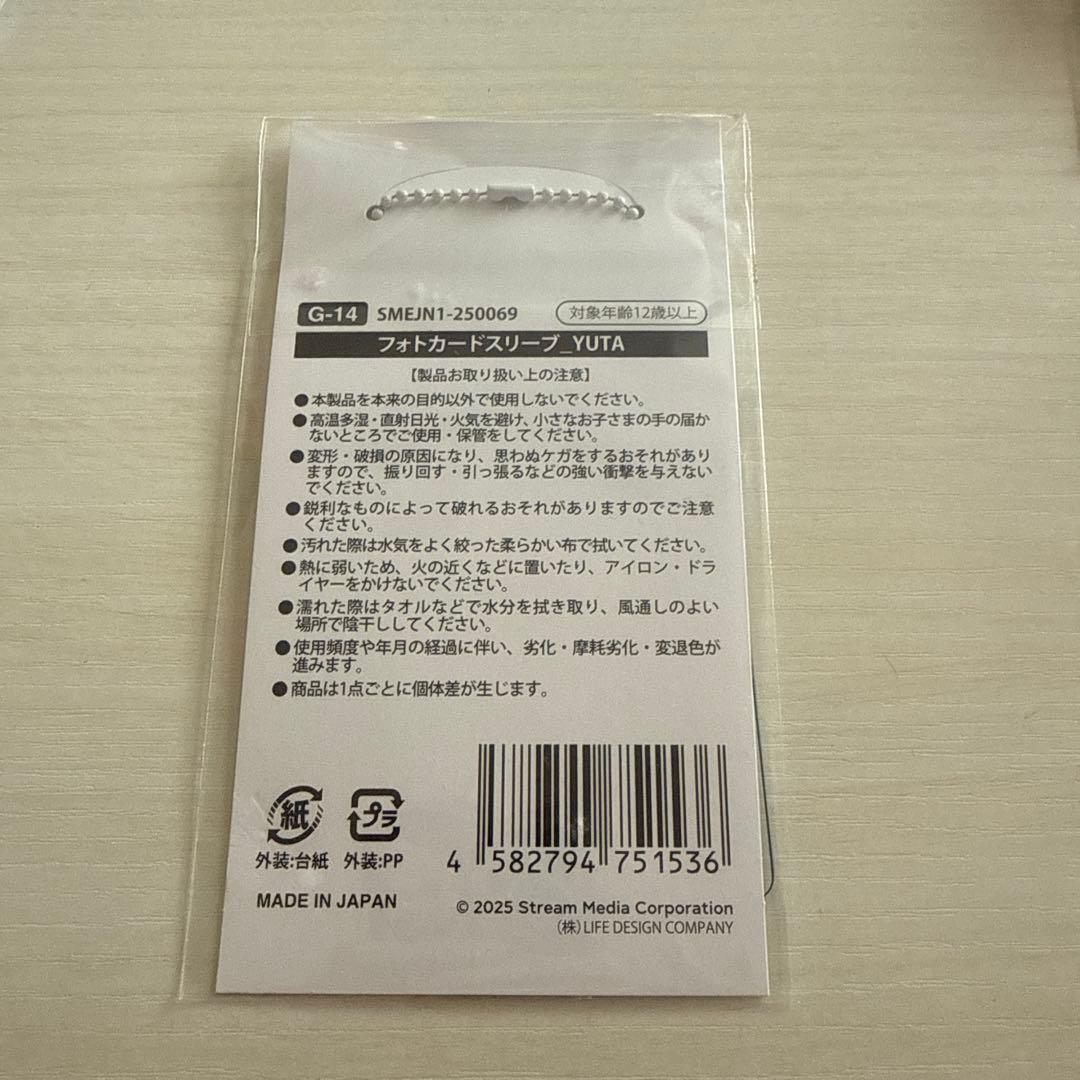 G-14 SMEJN1-250069 対象年齢12歳以上
フォトカードスリーブ_YUTA
【製品お取り扱い上の注意】
●本製品を本来の目的以外で使用しないでください。
●高温多湿・直射日光・火気を避け、小さなお子さまの手の届か
ないところでご使用・保管をしてください。
●変形・破損の原因になり、思わぬケガをするおそれがあり
ますので、振り回す・引っ張るなどの強い衝撃を与えない
でください。
●鋭利なものによって破れるおそれがありますのでご注意
ください。
●汚れた際は水気をよく絞った柔らかい布で拭いてください。
●熱に弱いため、火の近くなどに置いたり、アイロン・ドラ
イヤーをかけないでください。
●濡れた際はタオルなどで水分を拭き取り、風通しのよい
場所で陰干ししてください。
●使用頻度や年月の経過に伴い、劣化・摩耗劣化・変退色が
進みます。
●商品は1点ごとに個体差が生じます。
紙 プラ
外装:台紙 外装:PP
4 582794 751536
MADE IN JAPAN
© 2025 Stream Media Corporation
(株)LIFE DESIGN COMPANY